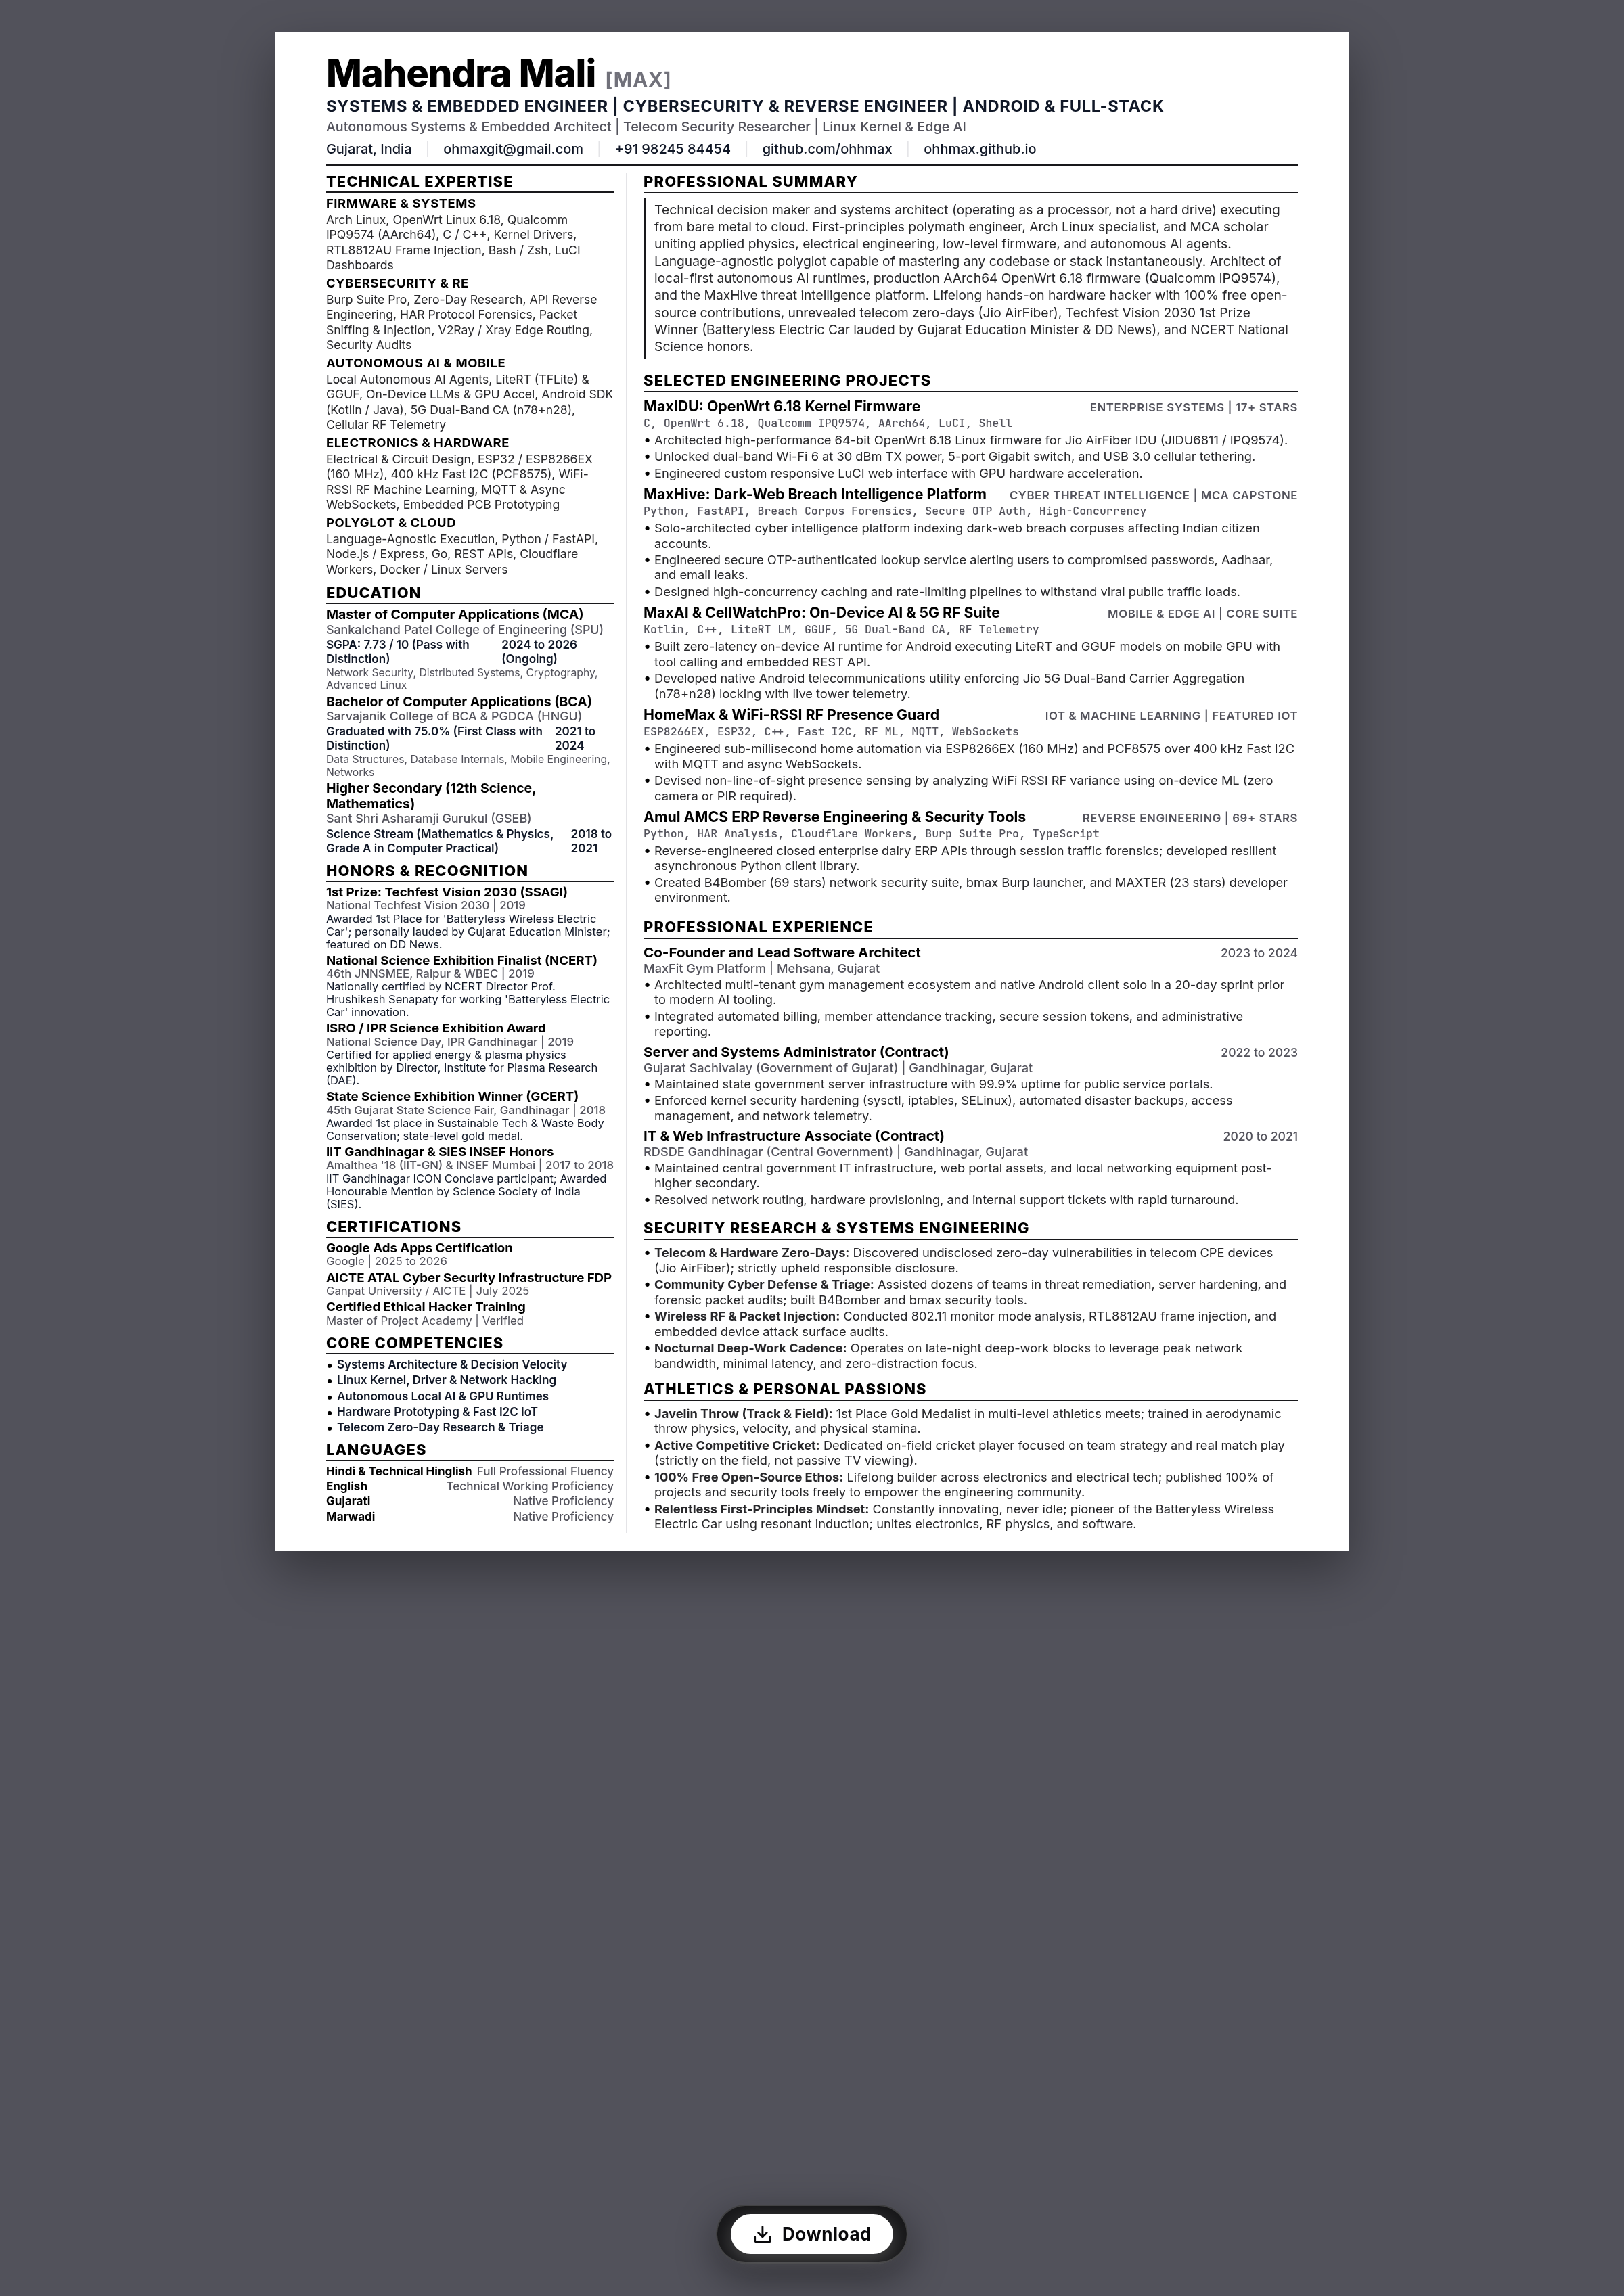 Mahendra Mali [MAX]
SYSTEMS & EMBEDDED ENGINEER | CYBERSECURITY & REVERSE ENGINEER | ANDROID & FULL-STACK
Autonomous Systems & Embedded Architect | Telecom Security Researcher | Linux Kernel & Edge AI
Gujarat, India | ohmaxgit@gmail.com | +91 98245 84454 | github.com/ohhmax | ohhmax.github.io
TECHNICAL EXPERTISE
FIRMWARE & SYSTEMS
Arch Linux, OpenWrt Linux 6.18, Qualcomm
IPQ9574 (AArch64), C / C++, Kernel Drivers,
RTL8812AU Frame Injection, Bash / Zsh, LuCI
Dashboards
CYBERSECURITY & RE
Burp Suite Pro, Zero-Day Research, API Reverse
Engineering, HAR Protocol Forensics, Packet
Sniffing & Injection, V2Ray / Xray Edge Routing,
Security Audits
AUTONOMOUS AI & MOBILE
Local Autonomous AI Agents, LiteRT (TFLite) &
GGUF, On-Device LLMs & GPU Accel, Android SDK
(Kotlin / Java), 5G Dual-Band CA (n78+n28),
Cellular RF Telemetry
ELECTRONICS & HARDWARE
Electrical & Circuit Design, ESP32 / ESP8266EX
(160 MHz), 400 kHz Fast I2C (PCF8575), WiFi-
RSSI RF Machine Learning, MQTT & Async
WebSockets, Embedded PCB Prototyping
POLYGLOT & CLOUD
Language-Agnostic Execution, Python / FastAPI,
Node.js / Express, Go, REST APIs, Cloudflare
Workers, Docker / Linux Servers
EDUCATION
Master of Computer Applications (MCA)
Sankalchand Patel College of Engineering (SPU)
SGPA: 7.73 / 10 (Pass with 2024 to 2026
Distinction) (Ongoing)
Network Security, Distributed Systems, Cryptography,
Advanced Linux
Bachelor of Computer Applications (BCA)
Sarvajanik College of BCA & PGDCA (HNGU)
Graduated with 75.0% (First Class with 2021 to
Distinction) 2024
Data Structures, Database Internals, Mobile Engineering,
Networks
Higher Secondary (12th Science,
Mathematics)
Sant Shri Asharamji Gurukul (GSEB)
Science Stream (Mathematics & Physics, 2018 to
Grade A in Computer Practical) 2021
HONORS & RECOGNITION
1st Prize: Techfest Vision 2030 (SSAGI)
National Techfest Vision 2030 | 2019
Awarded 1st Place for 'Batteryless Wireless Electric
Car'; personally lauded by Gujarat Education Minister;
featured on DD News.
National Science Exhibition Finalist (NCERT)
46th JNNSMEE, Raipur & WBEC | 2019
Nationally certified by NCERT Director Prof.
Hrushikesh Senapaty for working 'Batteryless Electric
Car' innovation.
ISRO / IPR Science Exhibition Award
National Science Day, IPR Gandhinagar | 2019
Certified for applied energy & plasma physics
exhibition by Director, Institute for Plasma Research
(DAE).
State Science Exhibition Winner (GCERT)
45th Gujarat State Science Fair, Gandhinagar | 2018
Awarded 1st place in Sustainable Tech & Waste Body
Conservation; state-level gold medal.
IIT Gandhinagar & SIES INSEF Honors
Amalthea '18 (IIT-GN) & INSEF Mumbai | 2017 to 2018
IIT Gandhinagar ICON Conclave participant; Awarded
Honourable Mention by Science Society of India
(SIES).
CERTIFICATIONS
Google Ads Apps Certification
Google | 2025 to 2026
AICTE ATAL Cyber Security Infrastructure FDP
Ganpat University / AICTE | July 2025
Certified Ethical Hacker Training
Master of Project Academy | Verified
CORE COMPETENCIES
• Systems Architecture & Decision Velocity
• Linux Kernel, Driver & Network Hacking
• Autonomous Local AI & GPU Runtimes
• Hardware Prototyping & Fast I2C IoT
• Telecom Zero-Day Research & Triage
LANGUAGES
Hindi & Technical Hinglish Full Professional Fluency
English Technical Working Proficiency
Gujarati Native Proficiency
Marwadi Native Proficiency
PROFESSIONAL SUMMARY
Technical decision maker and systems architect (operating as a processor, not a hard drive) executing
from bare metal to cloud. First-principles polymath engineer, Arch Linux specialist, and MCA scholar
uniting applied physics, electrical engineering, low-level firmware, and autonomous AI agents.
Language-agnostic polyglot capable of mastering any codebase or stack instantaneously. Architect of
local-first autonomous AI runtimes, production AArch64 OpenWrt 6.18 firmware (Qualcomm IPQ9574),
and the MaxHive threat intelligence platform. Lifelong hands-on hardware hacker with 100% free open-
source contributions, unrevealed telecom zero-days (Jio AirFiber), Techfest Vision 2030 1st Prize
Winner (Batteryless Electric Car lauded by Gujarat Education Minister & DD News), and NCERT National
Science honors.
SELECTED ENGINEERING PROJECTS
MaxIDU: OpenWrt 6.18 Kernel Firmware ENTERPRISE SYSTEMS | 17+ STARS
C, OpenWrt 6.18, Qualcomm IPQ9574, AArch64, LuCI, Shell
• Architected high-performance 64-bit OpenWrt 6.18 Linux firmware for Jio AirFiber IDU (JIDU6811 / IPQ9574).
• Unlocked dual-band Wi-Fi 6 at 30 dBm TX power, 5-port Gigabit switch, and USB 3.0 cellular tethering.
• Engineered custom responsive LuCI web interface with GPU hardware acceleration.
MaxHive: Dark-Web Breach Intelligence Platform CYBER THREAT INTELLIGENCE | MCA CAPSTONE
Python, FastAPI, Breach Corpus Forensics, Secure OTP Auth, High-Concurrency
• Solo-architected cyber intelligence platform indexing dark-web breach corpuses affecting Indian citizen
accounts.
• Engineered secure OTP-authenticated lookup service alerting users to compromised passwords, Aadhaar,
and email leaks.
• Designed high-concurrency caching and rate-limiting pipelines to withstand viral public traffic loads.
MaxAI & CellWatchPro: On-Device AI & 5G RF Suite MOBILE & EDGE AI | CORE SUITE
Kotlin, C++, LiteRT LM, GGUF, 5G Dual-Band CA, RF Telemetry
• Built zero-latency on-device AI runtime for Android executing LiteRT and GGUF models on mobile GPU with
tool calling and embedded REST API.
• Developed native Android telecommunications utility enforcing Jio 5G Dual-Band Carrier Aggregation
(n78+n28) locking with live tower telemetry.
HomeMax & WiFi-RSSI RF Presence Guard IOT & MACHINE LEARNING | FEATURED IOT
ESP8266EX, ESP32, C++, Fast I2C, RF ML, MQTT, WebSockets
• Engineered sub-millisecond home automation via ESP8266EX (160 MHz) and PCF8575 over 400 kHz Fast I2C
with MQTT and async WebSockets.
• Devised non-line-of-sight presence sensing by analyzing WiFi RSSI RF variance using on-device ML (zero
camera or PIR required).
Amul AMCS ERP Reverse Engineering & Security Tools REVERSE ENGINEERING | 69+ STARS
Python, HAR Analysis, Cloudflare Workers, Burp Suite Pro, TypeScript
• Reverse-engineered closed enterprise dairy ERP APIs through session traffic forensics; developed resilient
asynchronous Python client library.
• Created B4Bomber (69 stars) network security suite, bmax Burp launcher, and MAXTER (23 stars) developer
environment.
PROFESSIONAL EXPERIENCE
Co-Founder and Lead Software Architect 2023 to 2024
MaxFit Gym Platform | Mehsana, Gujarat
• Architected multi-tenant gym management ecosystem and native Android client solo in a 20-day sprint prior
to modern AI tooling.
• Integrated automated billing, member attendance tracking, secure session tokens, and administrative
reporting.
Server and Systems Administrator (Contract) 2022 to 2023
Gujarat Sachivalay (Government of Gujarat) | Gandhinagar, Gujarat
• Maintained state government server infrastructure with 99.9% uptime for public service portals.
• Enforced kernel security hardening (sysctl, iptables, SELinux), automated disaster backups, access
management, and network telemetry.
IT & Web Infrastructure Associate (Contract) 2020 to 2021
RDSDE Gandhinagar (Central Government) | Gandhinagar, Gujarat
• Maintained central government IT infrastructure, web portal assets, and local networking equipment post-
higher secondary.
• Resolved network routing, hardware provisioning, and internal support tickets with rapid turnaround.
SECURITY RESEARCH & SYSTEMS ENGINEERING
• Telecom & Hardware Zero-Days: Discovered undisclosed zero-day vulnerabilities in telecom CPE devices
(Jio AirFiber); strictly upheld responsible disclosure.
• Community Cyber Defense & Triage: Assisted dozens of teams in threat remediation, server hardening, and
forensic packet audits; built B4Bomber and bmax security tools.
• Wireless RF & Packet Injection: Conducted 802.11 monitor mode analysis, RTL8812AU frame injection, and
embedded device attack surface audits.
• Nocturnal Deep-Work Cadence: Operates on late-night deep-work blocks to leverage peak network
bandwidth, minimal latency, and zero-distraction focus.
ATHLETICS & PERSONAL PASSIONS
• Javelin Throw (Track & Field): 1st Place Gold Medalist in multi-level athletics meets; trained in aerodynamic
throw physics, velocity, and physical stamina.
• Active Competitive Cricket: Dedicated on-field cricket player focused on team strategy and real match play
(strictly on the field, not passive TV viewing).
• 100% Free Open-Source Ethos: Lifelong builder across electronics and electrical tech; published 100% of
projects and security tools freely to empower the engineering community.
• Relentless First-Principles Mindset: Constantly innovating, never idle; pioneer of the Batteryless Wireless
Electric Car using resonant induction; unites electronics, RF physics, and software.
Download